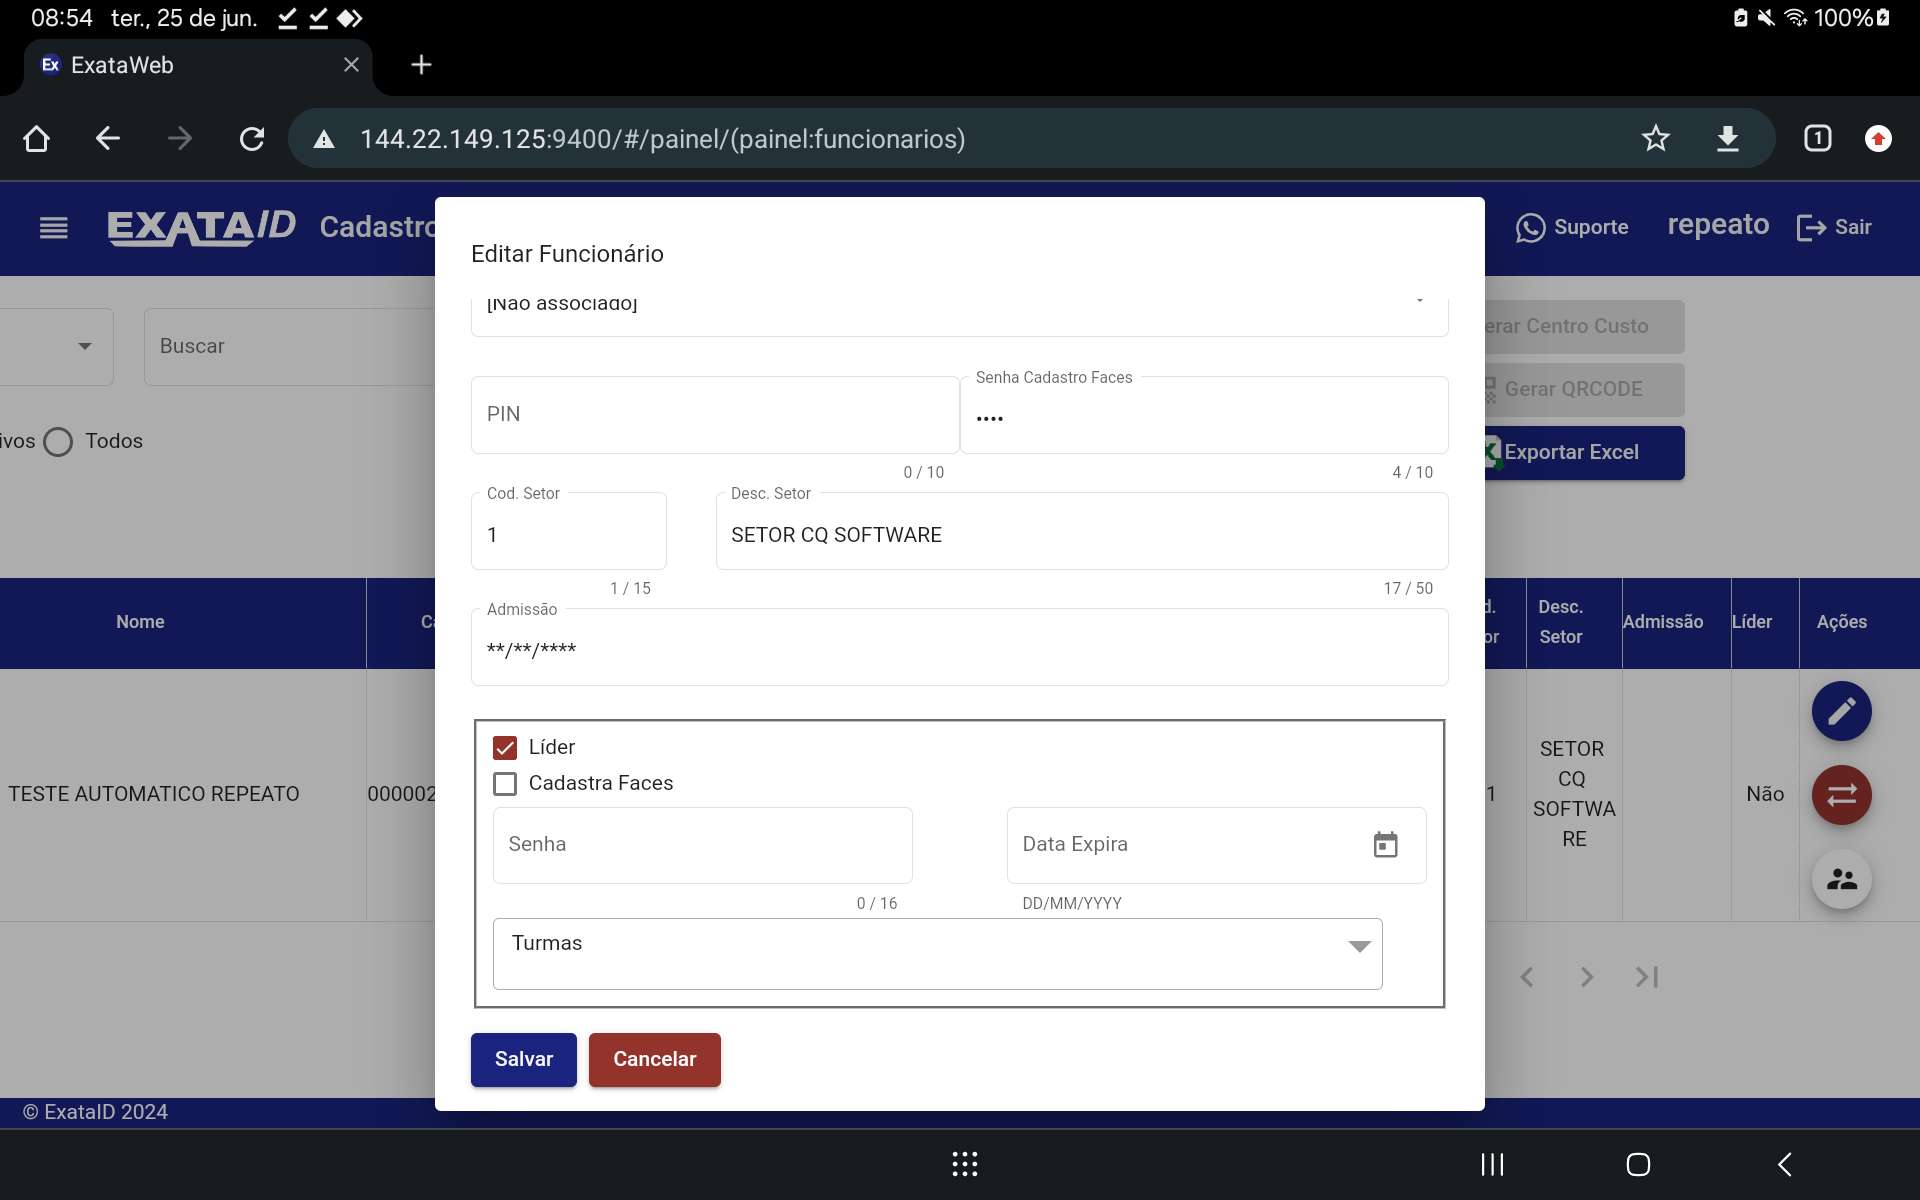 08:54 ter., 25 de jun. 100%
Ex ExataWeb
144.22.149.125:9400/#/painel/(painel:funcionarios)
1
EXATAID Cadastro Suporte repeato Sair
Editar Funcionário
[Não associado]
Buscar
erar Centro Custo
Gerar QRCODE
Exportar Excel
ivos Todos
PIN
0 / 10
Senha Cadastro Faces
••••
4 / 10
Cod. Setor
1
1 / 15
Desc. Setor
SETOR CQ SOFTWARE
17 / 50
Admissão
**/**/****
Nome Ca d. or Desc. Setor Admissão Líder Ações
TESTE AUTOMATICO REPEATO 000002 1 SETOR CQ SOFTWA RE Não
Líder
Cadastra Faces
Senha
0 / 16
Data Expira
DD/MM/YYYY
Turmas
Salvar Cancelar
© ExataID 2024